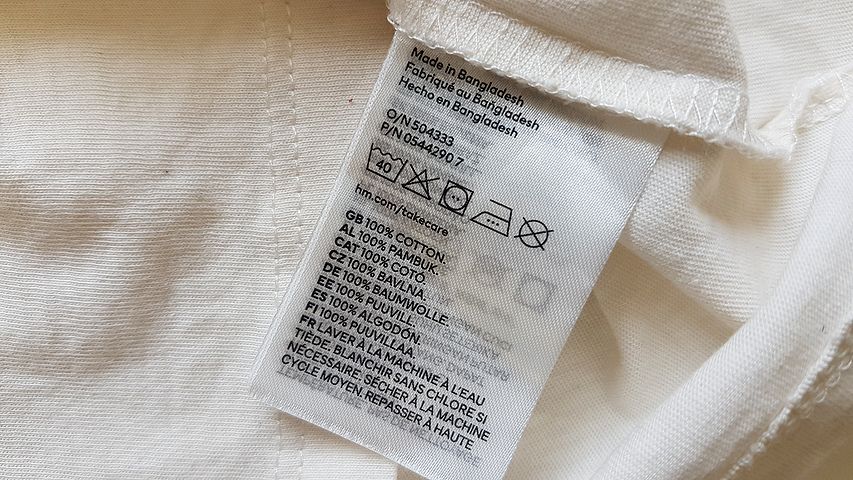 Made in Bangladesh
Fabriqué au Bangladesh
Hecho en Bangladesh
O/N 504333
P/N 0544290 7
40
hm.com/takecare
GB 100% COTTON.
AL 100% PAMBUK.
CAT 100% COTÓ.
CZ 100% BAVLNA.
DE 100% BAUMWOLLE.
EE 100% PUUVILL.
ES 100% ALGODÓN.
FI 100% PUUVILLAA.
FR LAVER À LA MACHINE À L'EAU
TIÈDE. BLANCHIR SANS CHLORE SI
NÉCESSAIRE. SÉCHER À LA MACHINE
CYCLE MOYEN. REPASSER À HAUTE